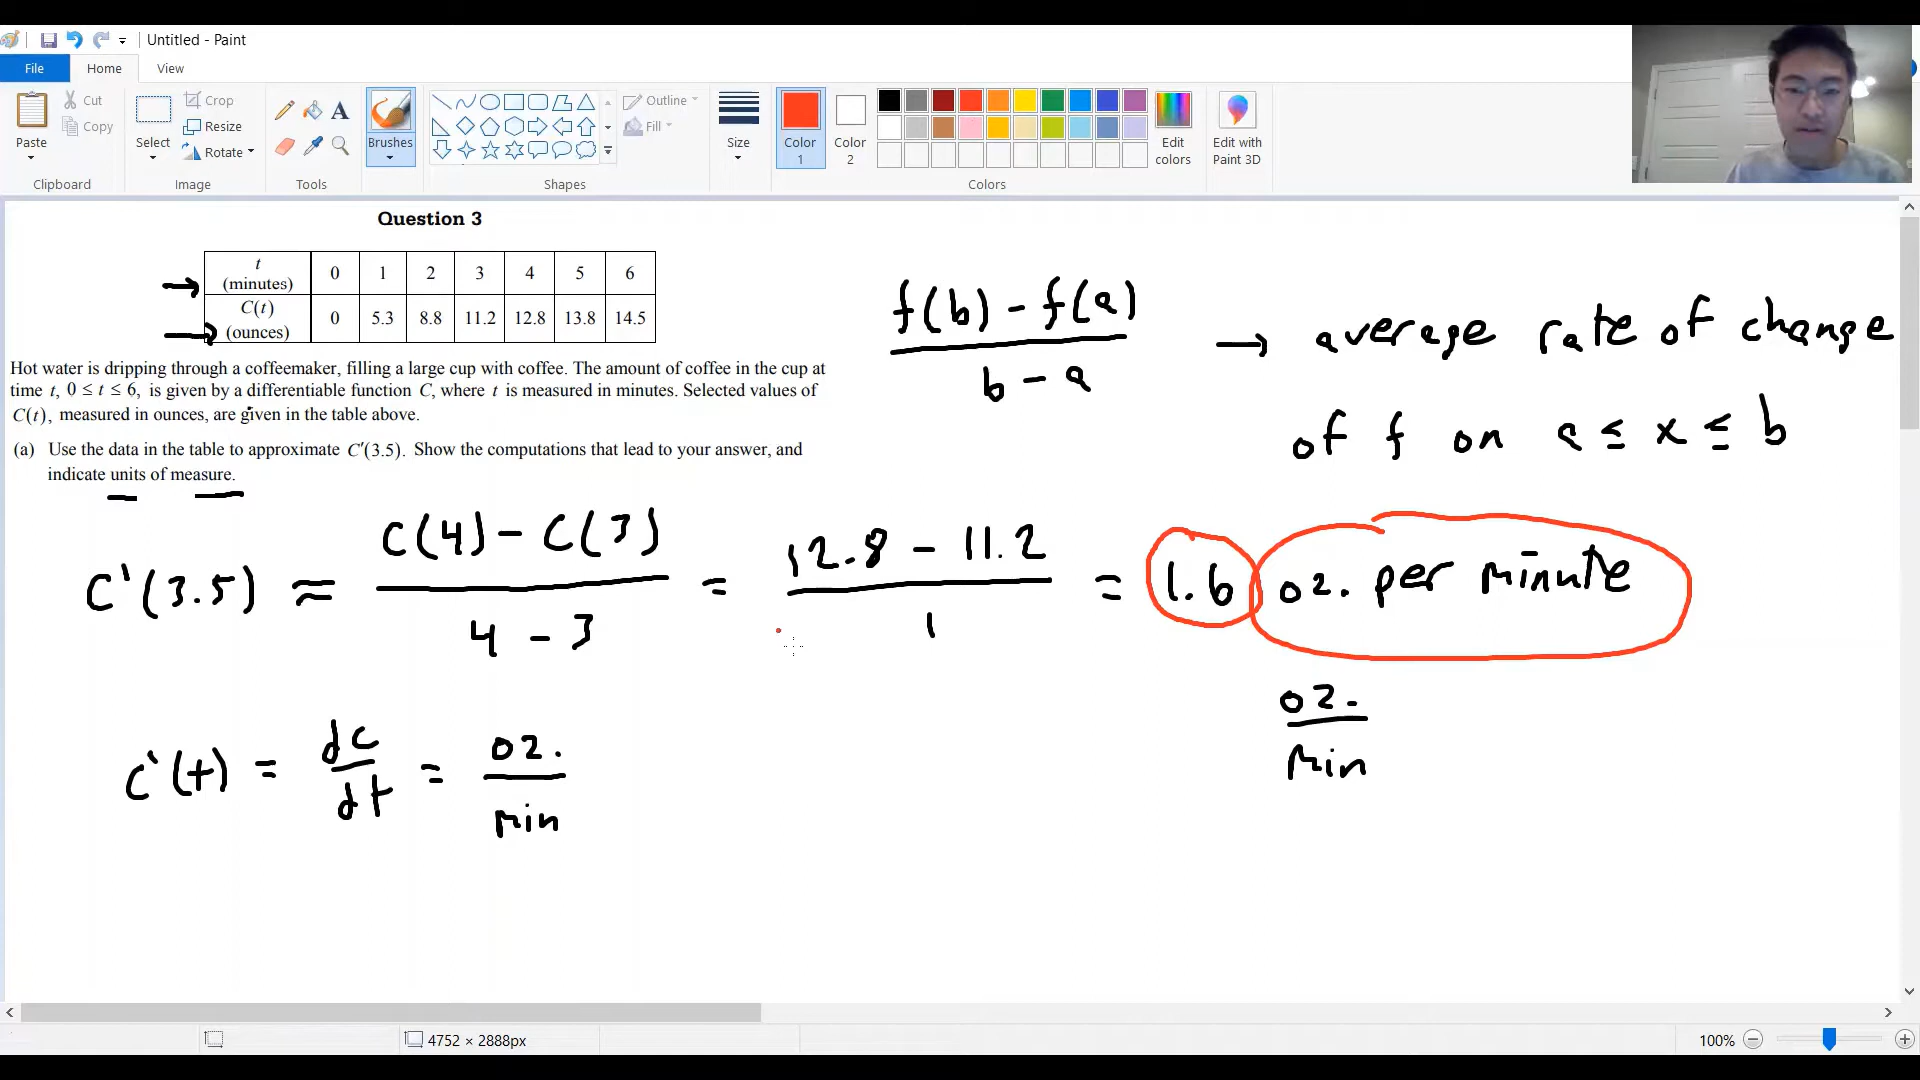 Untitled - Paint
File Home View
Paste
Cut
Copy
Clipboard
Select
Crop
Resize
Rotate
Image
Tools
Brushes
Outline
Fill
Shapes
Size
Color 1
Color 2
Edit colors
Edit with Paint 3D
Colors
Question 3
t (minutes) 0 1 2 3 4 5 6
C(t) (ounces) 0 5.3 8.8 11.2 12.8 13.8 14.5
Hot water is dripping through a coffeemaker, filling a large cup with coffee. The amount of coffee in the cup at
time t, 0 ≤ t ≤ 6, is given by a differentiable function C, where t is measured in minutes. Selected values of
C(t), measured in ounces, are given in the table above.
(a) Use the data in the table to approximate C′(3.5). Show the computations that lead to your answer, and
indicate units of measure.
f(b) - f(a)
b - a
→ average rate of change
of f on a ≤ x ≤ b
C'(3.5) ≈ C(4) - C(3) / 4 - 3 = 12.8 - 11.2 / 1 = 1.6 oz. per minute
oz.
min
C'(t) = dC/dt = oz./min
4752 × 2888px
100%